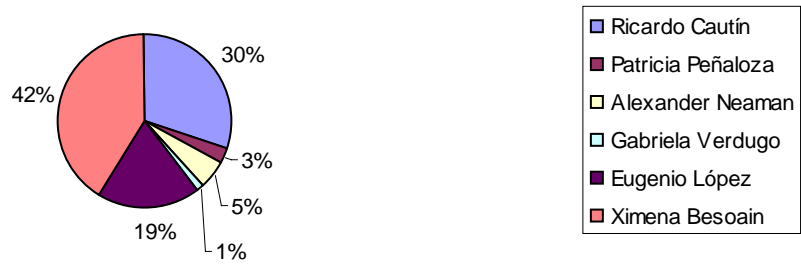 30%
3%
5%
1%
19%
42%
Ricardo Cautín
Patricia Peñaloza
Alexander Neaman
Gabriela Verdugo
Eugenio López
Ximena Besoain